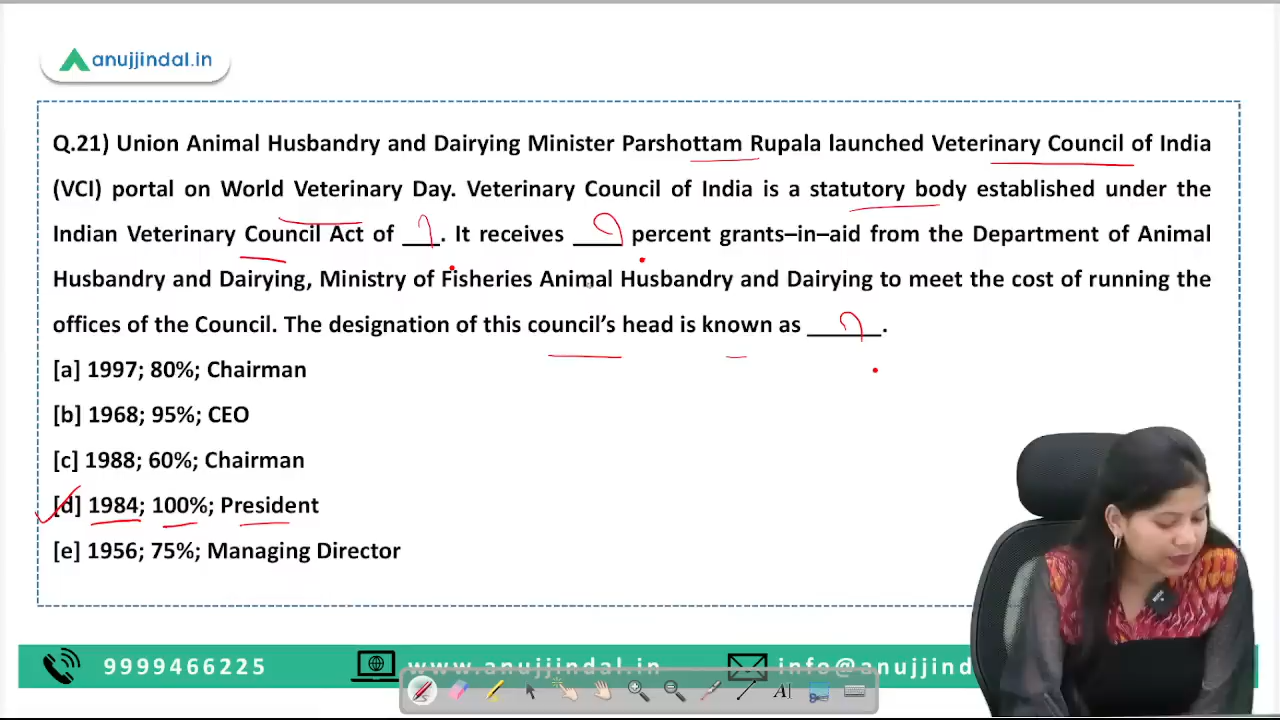 anujjindal.in
Q.21) Union Animal Husbandry and Dairying Minister Parshottam Rupala launched Veterinary Council of India
(VCI) portal on World Veterinary Day. Veterinary Council of India is a statutory body established under the
Indian Veterinary Council Act of ___. It receives ____ percent grants–in–aid from the Department of Animal
Husbandry and Dairying, Ministry of Fisheries Animal Husbandry and Dairying to meet the cost of running the
offices of the Council. The designation of this council’s head is known as ______.
[a] 1997; 80%; Chairman
[b] 1968; 95%; CEO
[c] 1988; 60%; Chairman
[d] 1984; 100%; President
[e] 1956; 75%; Managing Director
9999466225 www.anujjindal.in info@anujjind